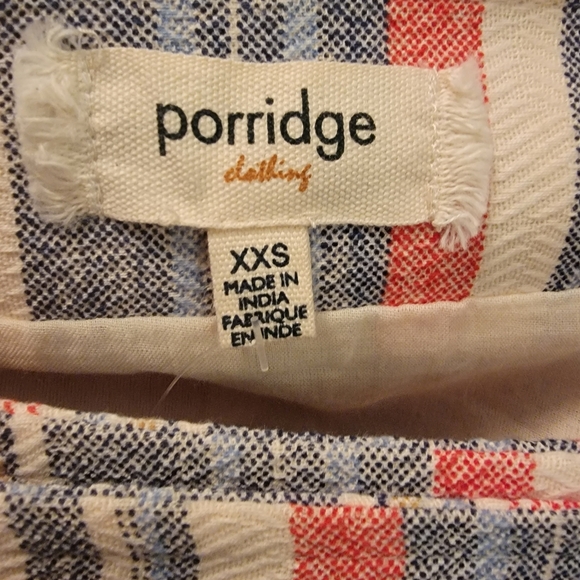 porridge
clothing
XXS
MADE IN
INDIA
FABRIQUE
EN INDE